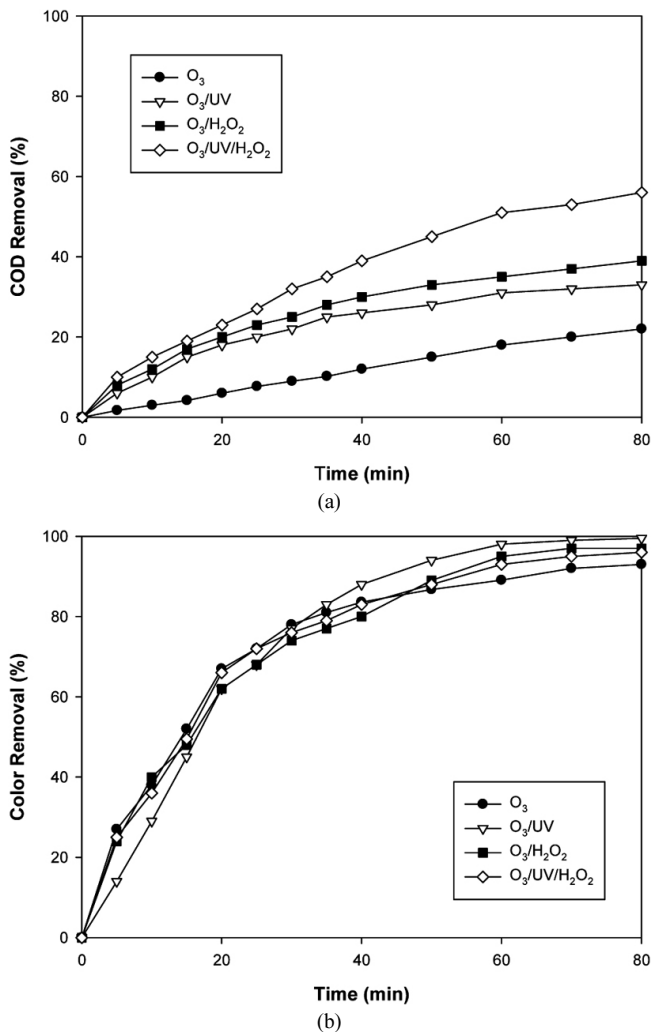 100
80
60
40
20
0
COD Removal (%)
O₃
O₃/UV
O₃/H₂O₂
O₃/UV/H₂O₂
0 20 40 60 80
Time (min)
(a)
100
80
60
40
20
0
Color Removal (%)
O₃
O₃/UV
O₃/H₂O₂
O₃/UV/H₂O₂
0 20 40 60 80
Time (min)
(b)